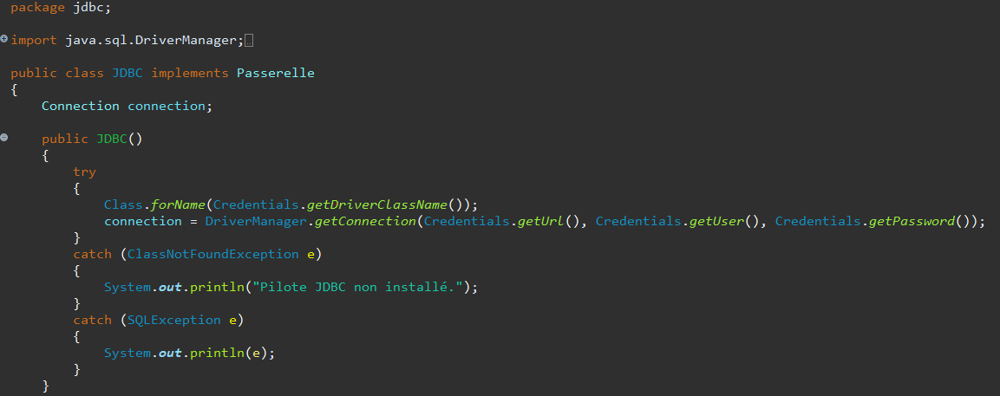 package jdbc;
import java.sql.DriverManager;
public class JDBC implements Passerelle
{
Connection connection;
public JDBC()
{
try
{
Class.forName(Credentials.getDriverClassName());
connection = DriverManager.getConnection(Credentials.getUrl(), Credentials.getUser(), Credentials.getPassword());
}
catch (ClassNotFoundException e)
{
System.out.println("Pilote JDBC non installé.");
}
catch (SQLException e)
{
System.out.println(e);
}
}